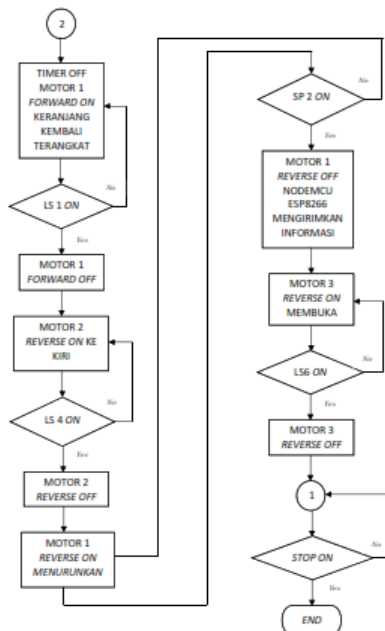 2
TIMER OFF
MOTOR 1
FORWARD ON
KERANJANG
KEMBALI
TERANGKAT
No
LS 1 ON
Yes
MOTOR 1
FORWARD OFF
MOTOR 2
REVERSE ON KE
KIRI
No
LS 4 ON
Yes
MOTOR 2
REVERSE OFF
MOTOR 1
REVERSE ON
MENURUNKAN
No
SP 2 ON
Yes
MOTOR 1
REVERSE OFF
NODEMCU
ESP8266
MENGIRIMKAN
INFORMASI
MOTOR 3
REVERSE ON
MEMBUKA
No
LS6 ON
Yes
MOTOR 3
REVERSE OFF
1
No
STOP ON
Yes
END